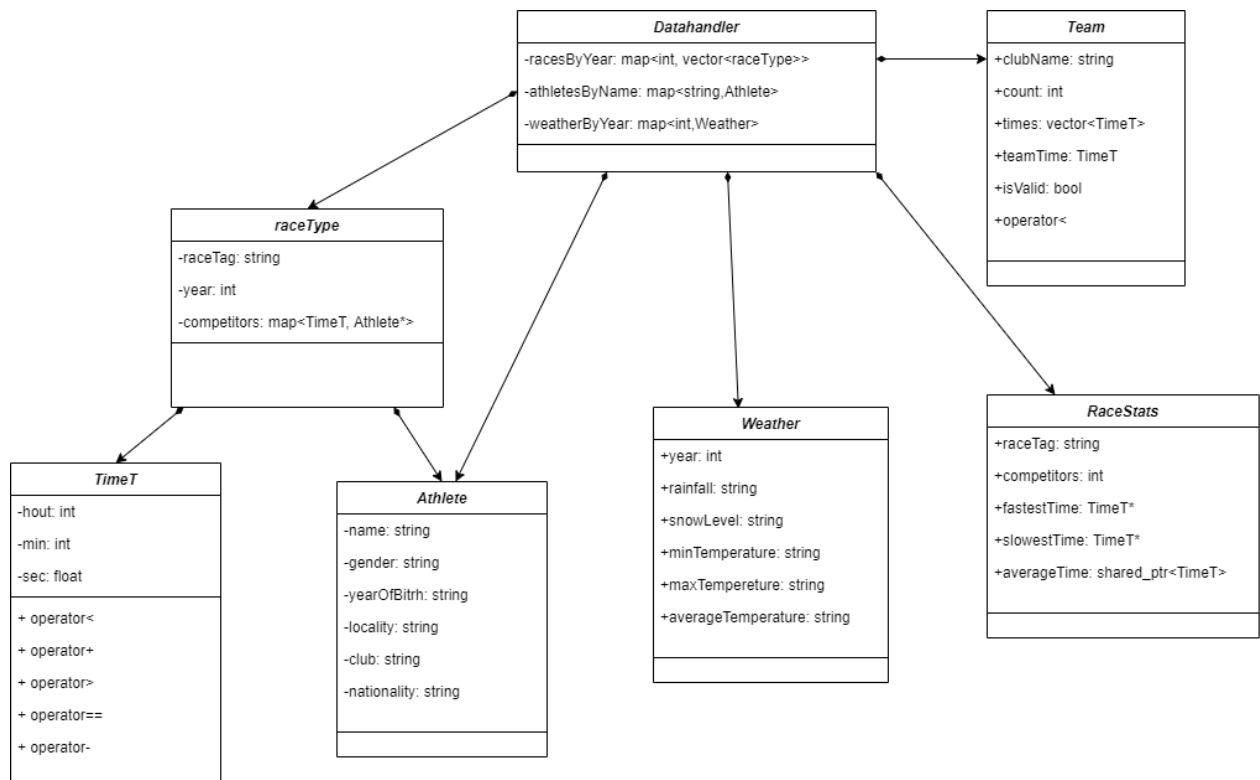 Datahandler
-racesByYear: map<int, vector<raceType>>
-athletesByName: map<string,Athlete>
-weatherByYear: map<int,Weather>
Team
+clubName: string
+count: int
+times: vector<TimeT>
+teamTime: TimeT
+isValid: bool
+operator<
raceType
-raceTag: string
-year: int
-competitors: map<TimeT, Athlete*>
TimeT
-hout: int
-min: int
-sec: float
+ operator<
+ operator+
+ operator>
+ operator==
+ operator-
Athlete
-name: string
-gender: string
-yearOfBitrh: string
-locality: string
-club: string
-nationality: string
Weather
+year: int
+rainfall: string
+snowLevel: string
+minTemperature: string
+maxTempereture: string
+averageTemperature: string
RaceStats
+raceTag: string
+competitors: int
+fastestTime: TimeT*
+slowestTime: TimeT*
+averageTime: shared_ptr<TimeT>